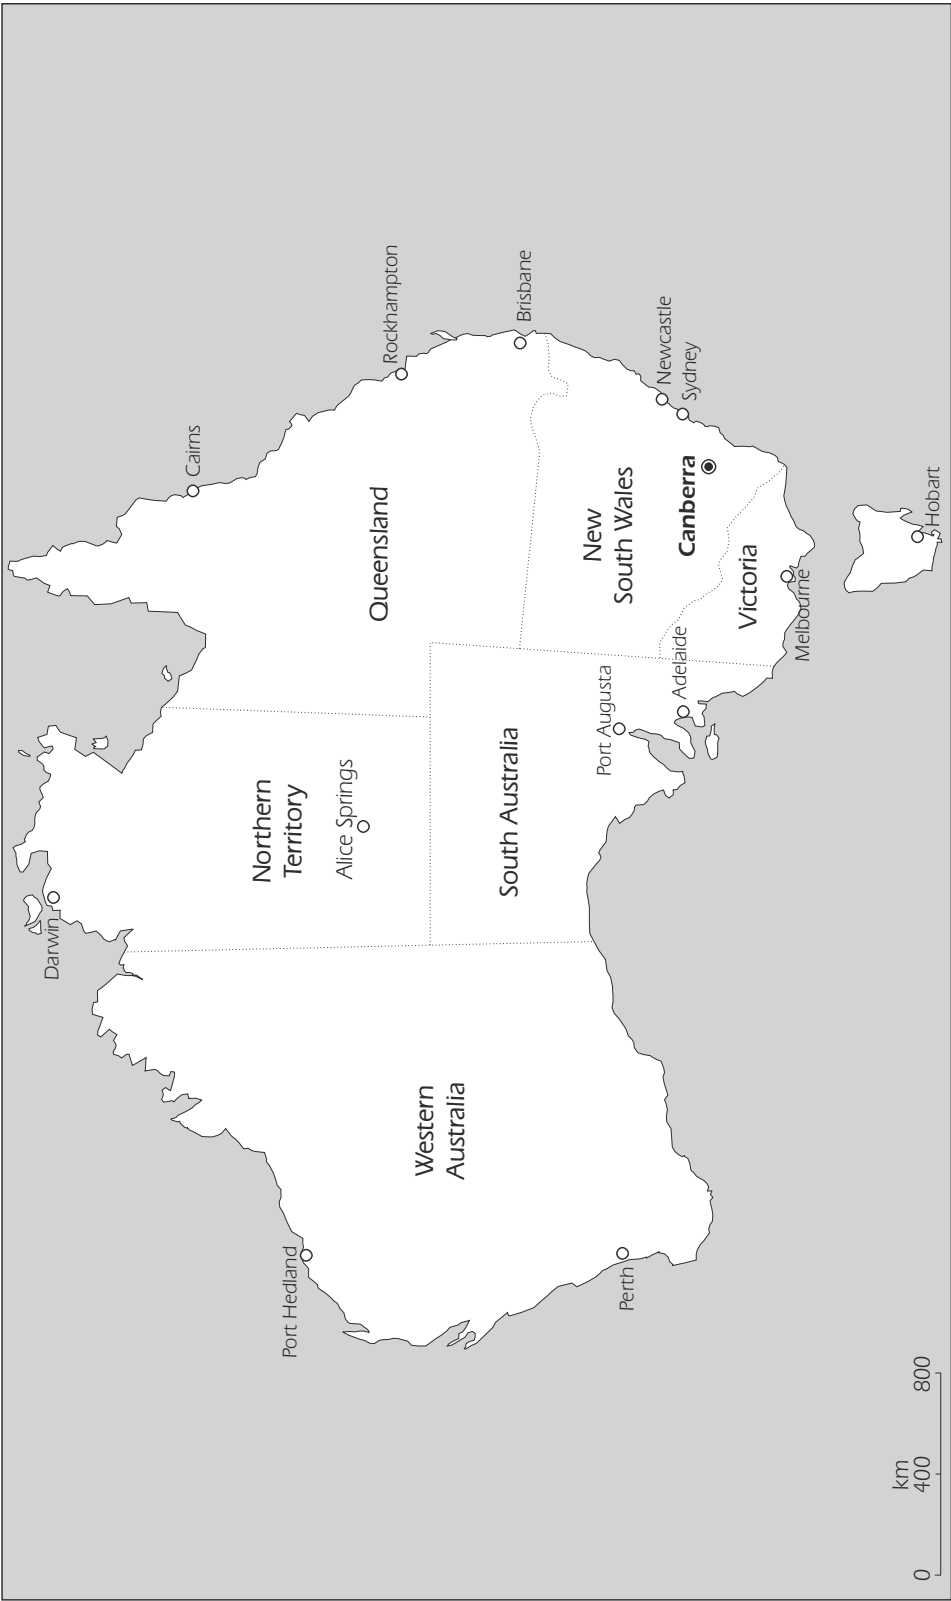 Darwin
Cairns
Northern
Territory
Alice Springs
Port Hedland
Queensland
Rockhampton
Western
Australia
South Australia
Brisbane
New
South Wales
Port Augusta
Perth
Newcastle
Adelaide
Sydney
Canberra
Victoria
Melbourne
km
0 400 800
Hobart